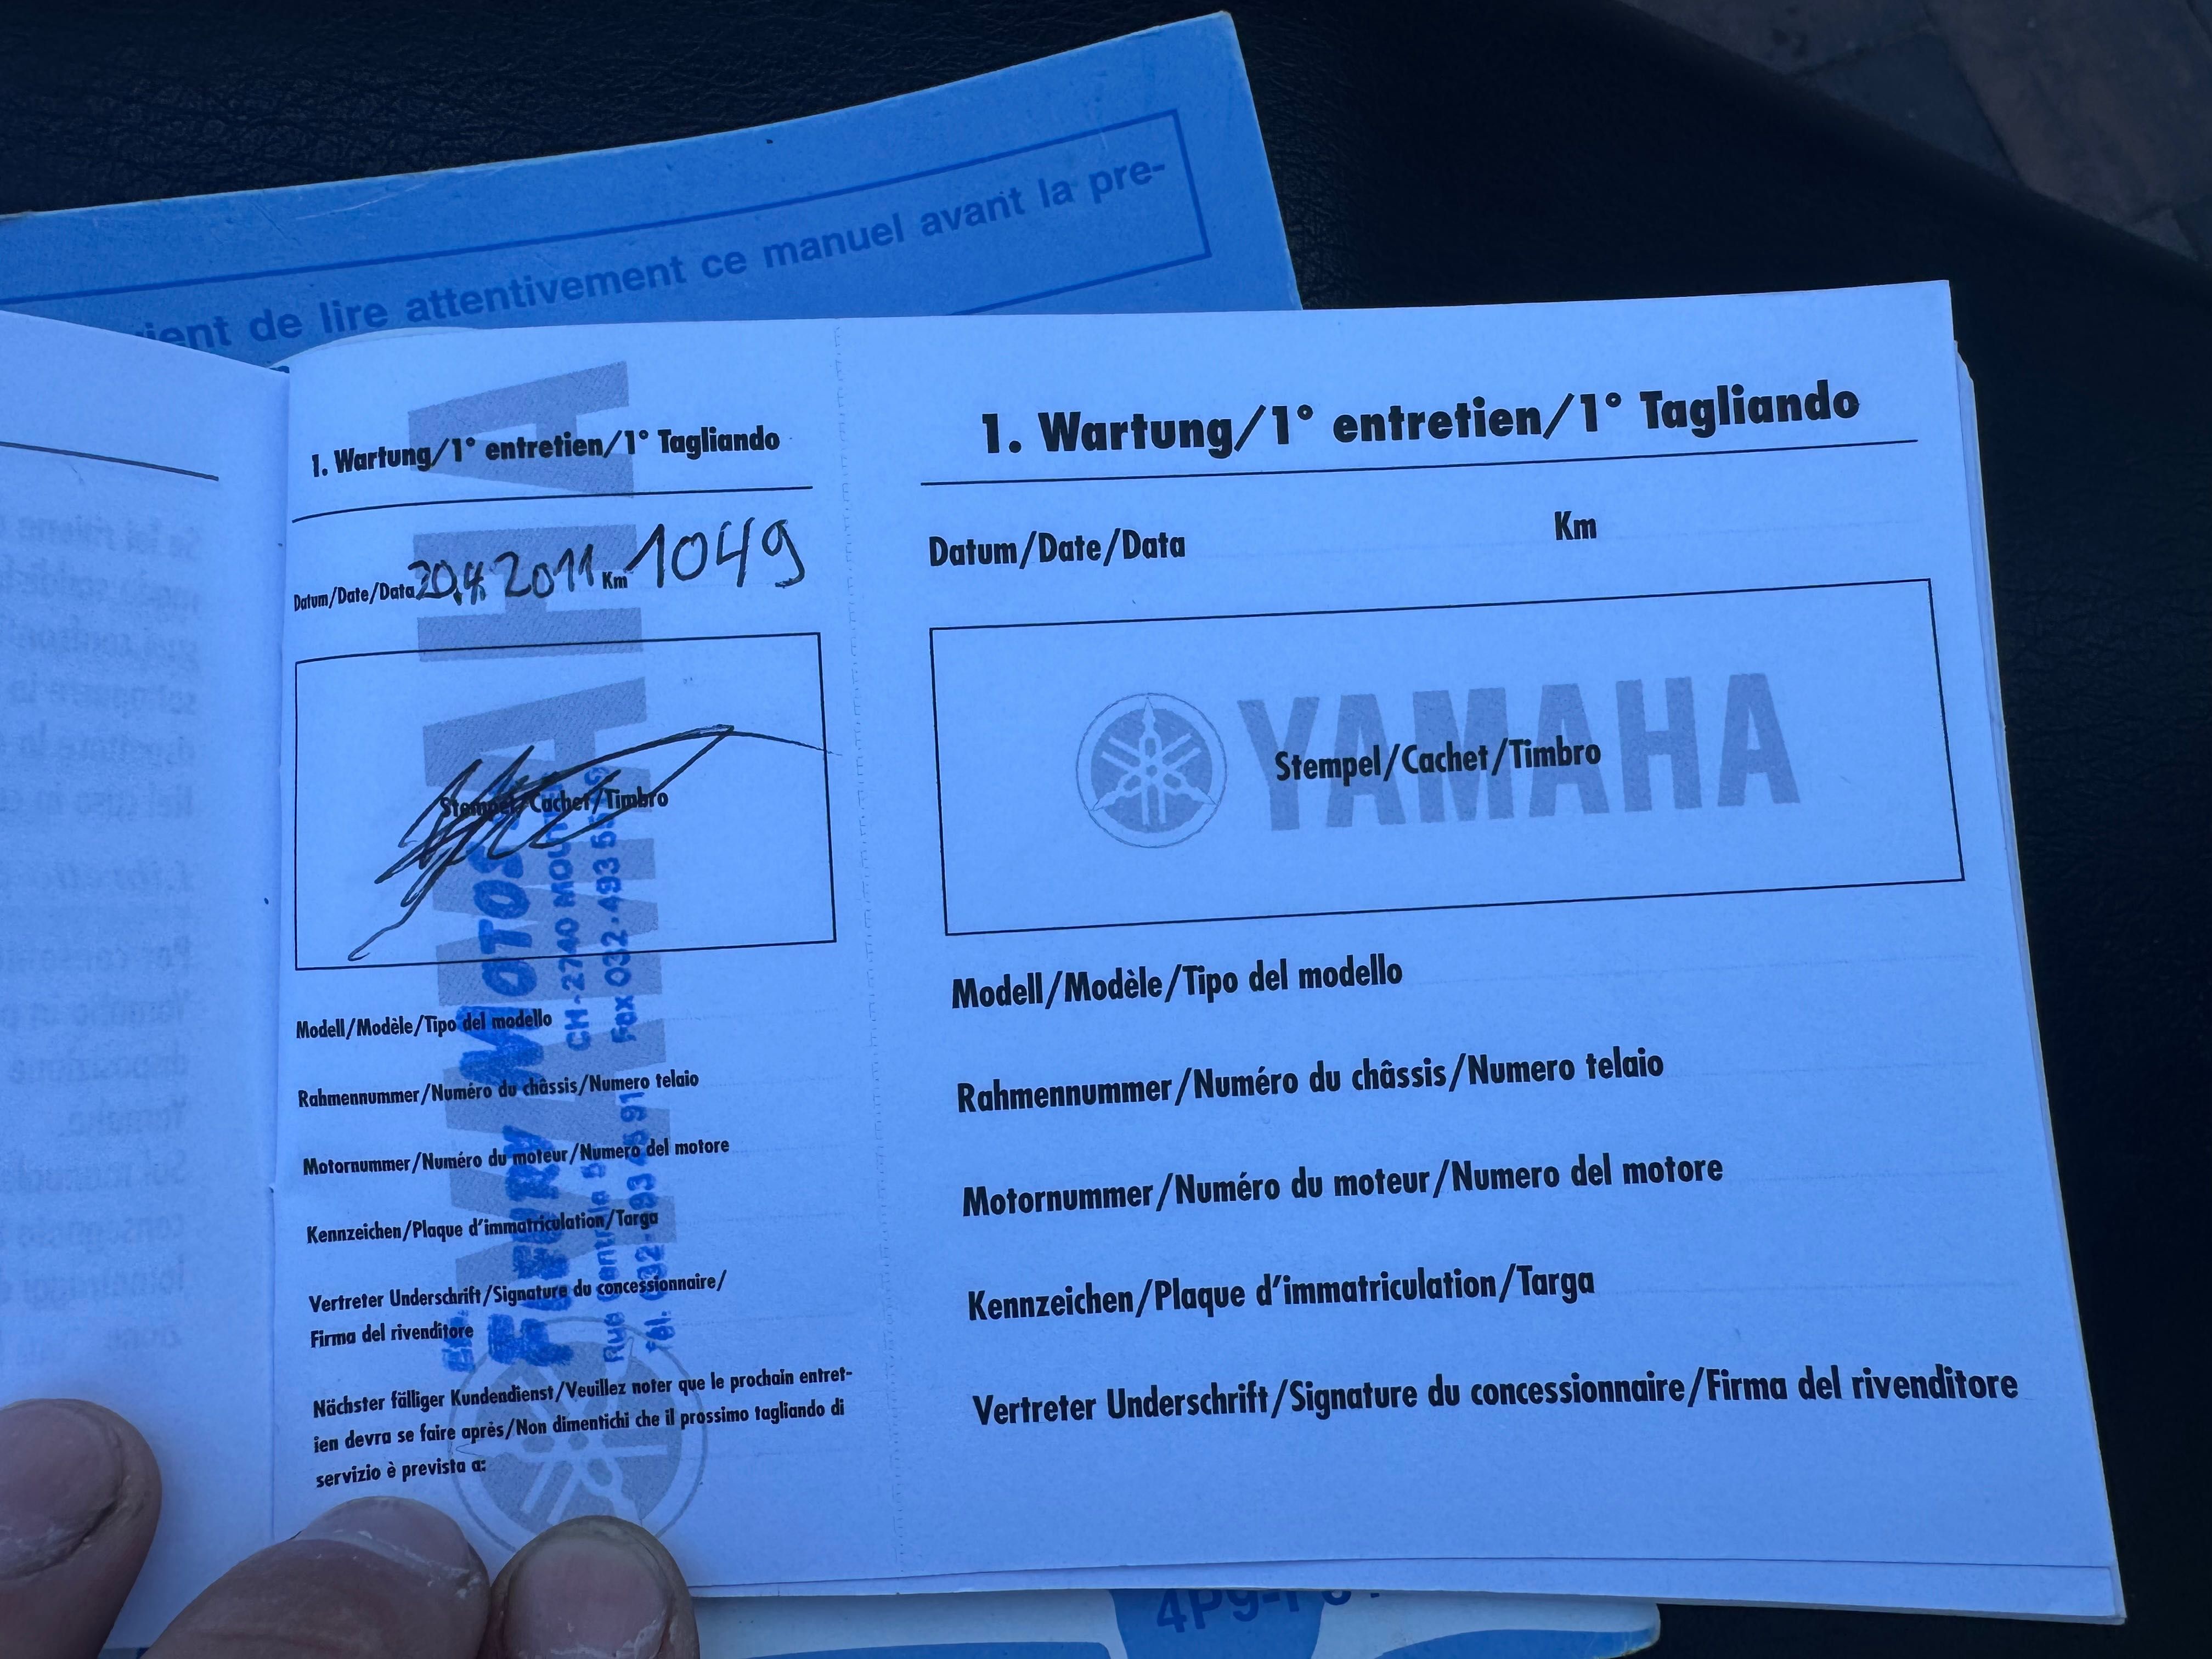 ient de lire attentivement ce manuel avant la pre-
1. Wartung/1° entretien/1° Tagliando
Datum/Date/Data 20.4.2011 Km 1049
Stempel/Cachet/Timbro
Modell/Modèle/Tipo del modello
Rahmennummer/Numéro du châssis/Numero telaio
Motornummer/Numéro du moteur/Numero del motore
Kennzeichen/Plaque d'immatriculation/Targa
Vertreter Underschrift/Signature du concessionnaire/
Firma del rivenditore
Nächster fälliger Kundendienst/Veuillez noter que le prochain entret-
ien devra se faire après/Non dimentichi che il prossimo tagliando di
servizio è prevista a:
YAMAHA
FLEURY MOTOS
CH-2740
Fax 032-493
1. Wartung/1° entretien/1° Tagliando
Datum/Date/Data Km
YAMAHA
Stempel/Cachet/Timbro
Modell/Modèle/Tipo del modello
Rahmennummer/Numéro du châssis/Numero telaio
Motornummer/Numéro du moteur/Numero del motore
Kennzeichen/Plaque d'immatriculation/Targa
Vertreter Underschrift/Signature du concessionnaire/Firma del rivenditore